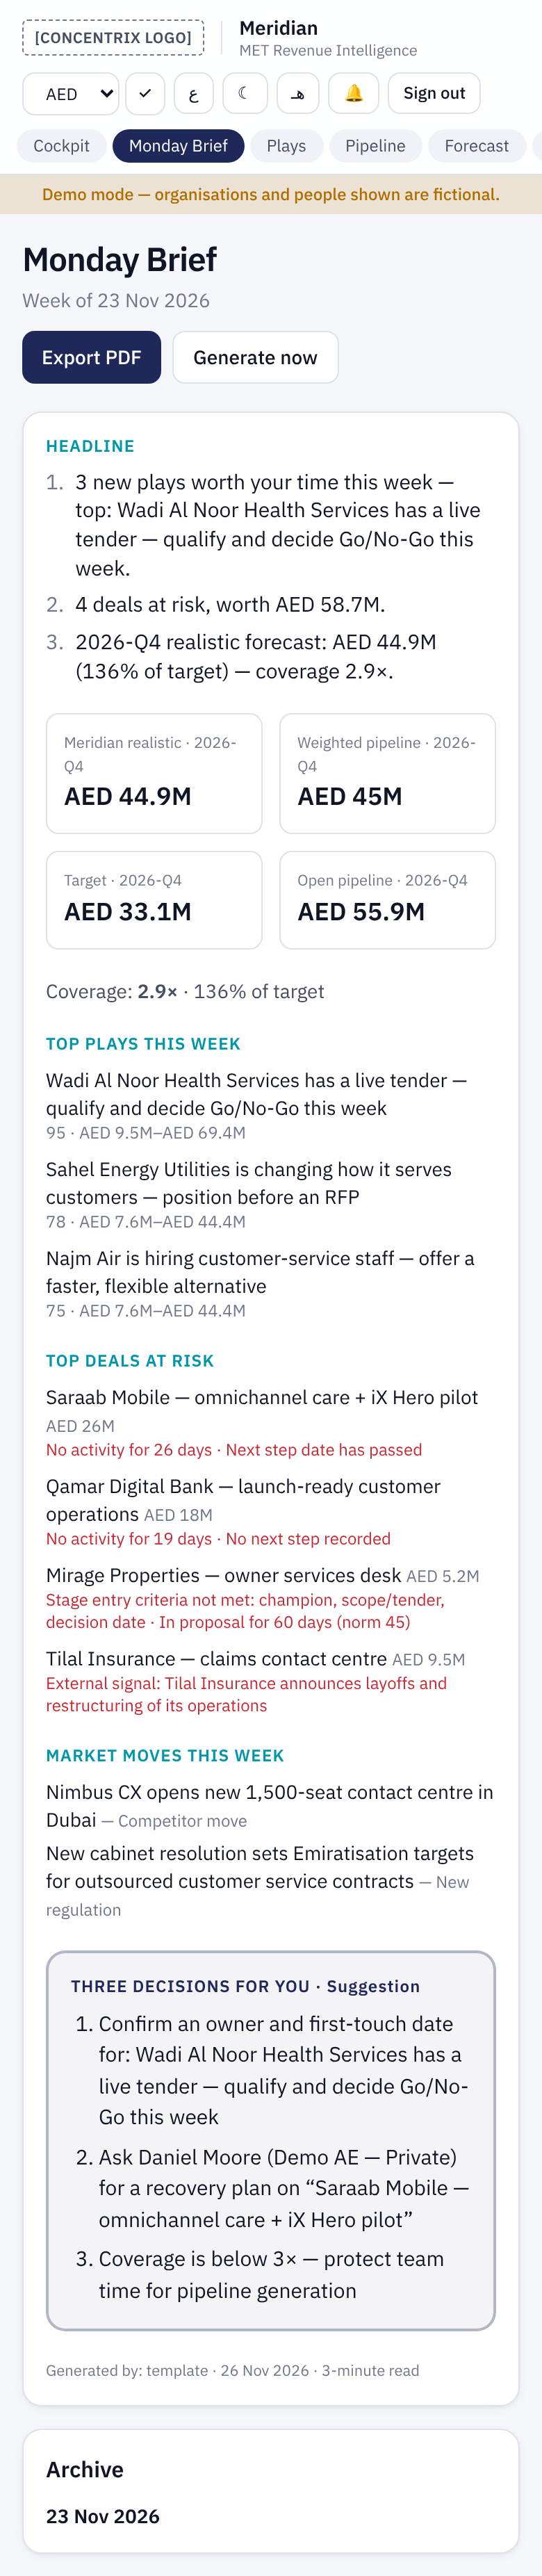 [CONCENTRIX LOGO]
Meridian
MET Revenue Intelligence
AED
✓
ع
☾
هـ
🔔
Sign out
Cockpit
Monday Brief
Plays
Pipeline
Forecast
Demo mode — organisations and people shown are fictional.
Monday Brief
Week of 23 Nov 2026
Export PDF
Generate now
HEADLINE
1. 3 new plays worth your time this week —
top: Wadi Al Noor Health Services has a live
tender — qualify and decide Go/No-Go this
week.
2. 4 deals at risk, worth AED 58.7M.
3. 2026-Q4 realistic forecast: AED 44.9M
(136% of target) — coverage 2.9×.
Meridian realistic · 2026-
Q4
AED 44.9M
Weighted pipeline · 2026-
Q4
AED 45M
Target · 2026-Q4
AED 33.1M
Open pipeline · 2026-Q4
AED 55.9M
Coverage: 2.9× · 136% of target
TOP PLAYS THIS WEEK
Wadi Al Noor Health Services has a live tender —
qualify and decide Go/No-Go this week
95 · AED 9.5M–AED 69.4M
Sahel Energy Utilities is changing how it serves
customers — position before an RFP
78 · AED 7.6M–AED 44.4M
Najm Air is hiring customer-service staff — offer a
faster, flexible alternative
75 · AED 7.6M–AED 44.4M
TOP DEALS AT RISK
Saraab Mobile — omnichannel care + iX Hero pilot
AED 26M
No activity for 26 days · Next step date has passed
Qamar Digital Bank — launch-ready customer
operations AED 18M
No activity for 19 days · No next step recorded
Mirage Properties — owner services desk AED 5.2M
Stage entry criteria not met: champion, scope/tender,
decision date · In proposal for 60 days (norm 45)
Tilal Insurance — claims contact centre AED 9.5M
External signal: Tilal Insurance announces layoffs and
restructuring of its operations
MARKET MOVES THIS WEEK
Nimbus CX opens new 1,500-seat contact centre in
Dubai — Competitor move
New cabinet resolution sets Emiratisation targets
for outsourced customer service contracts — New
regulation
THREE DECISIONS FOR YOU · Suggestion
1. Confirm an owner and first-touch date
for: Wadi Al Noor Health Services has a
live tender — qualify and decide Go/No-
Go this week
2. Ask Daniel Moore (Demo AE — Private)
for a recovery plan on “Saraab Mobile —
omnichannel care + iX Hero pilot”
3. Coverage is below 3× — protect team
time for pipeline generation
Generated by: template · 26 Nov 2026 · 3-minute read
Archive
23 Nov 2026